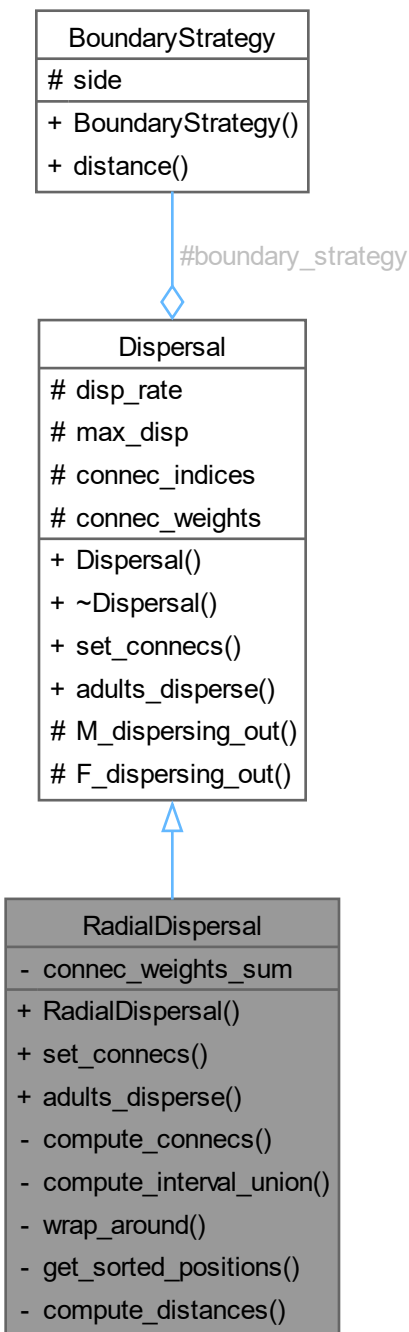 BoundaryStrategy
# side
+ BoundaryStrategy()
+ distance()
#boundary_strategy
Dispersal
# disp_rate
# max_disp
# connec_indices
# connec_weights
+ Dispersal()
+ ~Dispersal()
+ set_connecs()
+ adults_disperse()
# M_dispersing_out()
# F_dispersing_out()
RadialDispersal
- connec_weights_sum
+ RadialDispersal()
+ set_connecs()
+ adults_disperse()
- compute_connecs()
- compute_interval_union()
- wrap_around()
- get_sorted_positions()
- compute_distances()